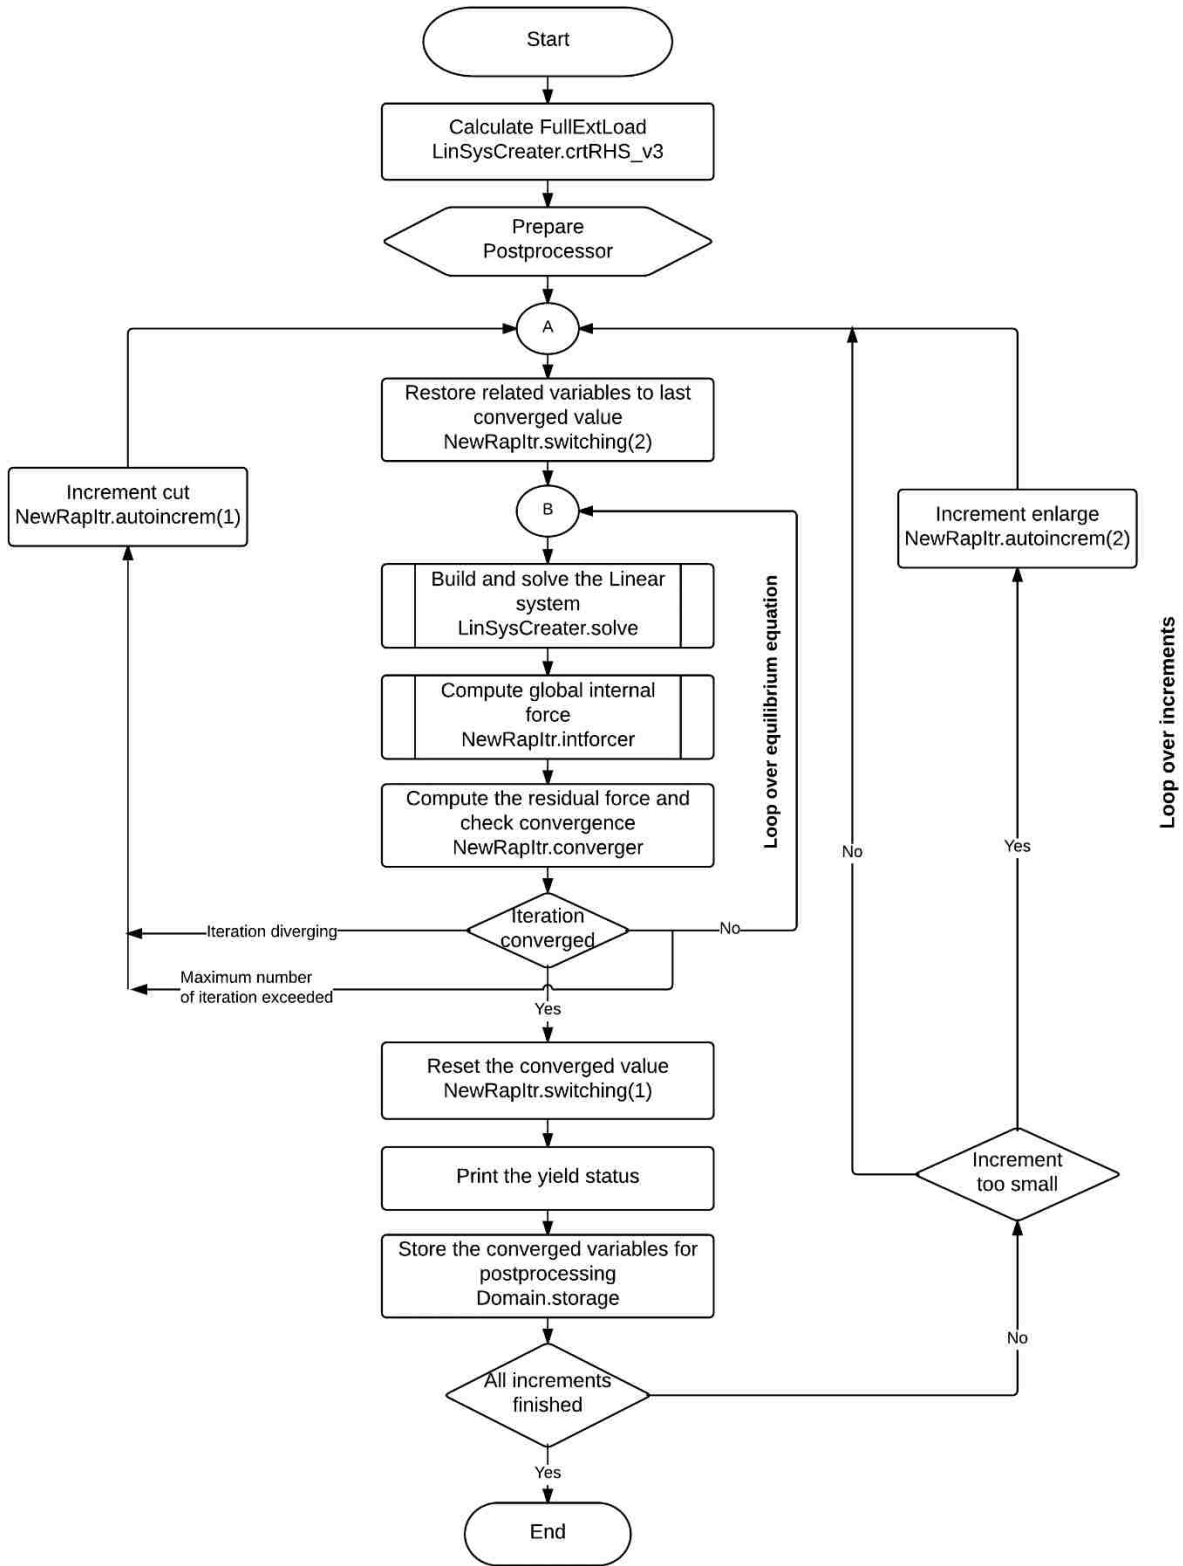 Start
Calculate FullExtLoad
LinSysCreater.crtRHS_v3
Prepare
Postprocessor
A
Restore related variables to last
converged value
NewRapItr.switching(2)
Increment cut
NewRapItr.autoincrem(1)
B
Increment enlarge
NewRapItr.autoincrem(2)
Build and solve the Linear
system
LinSysCreater.solve
Compute global internal
force
NewRapItr.intforcer
Loop over equilibrium equation
Loop over increments
Compute the residual force and
check convergence
NewRapItr.converger
No
Yes
Iteration
converged
Iteration diverging
No
Maximum number
of iteration exceeded
Yes
Reset the converged value
NewRapItr.switching(1)
Print the yield status
Increment
too small
Store the converged variables for
postprocessing
Domain.storage
No
All increments
finished
Yes
End